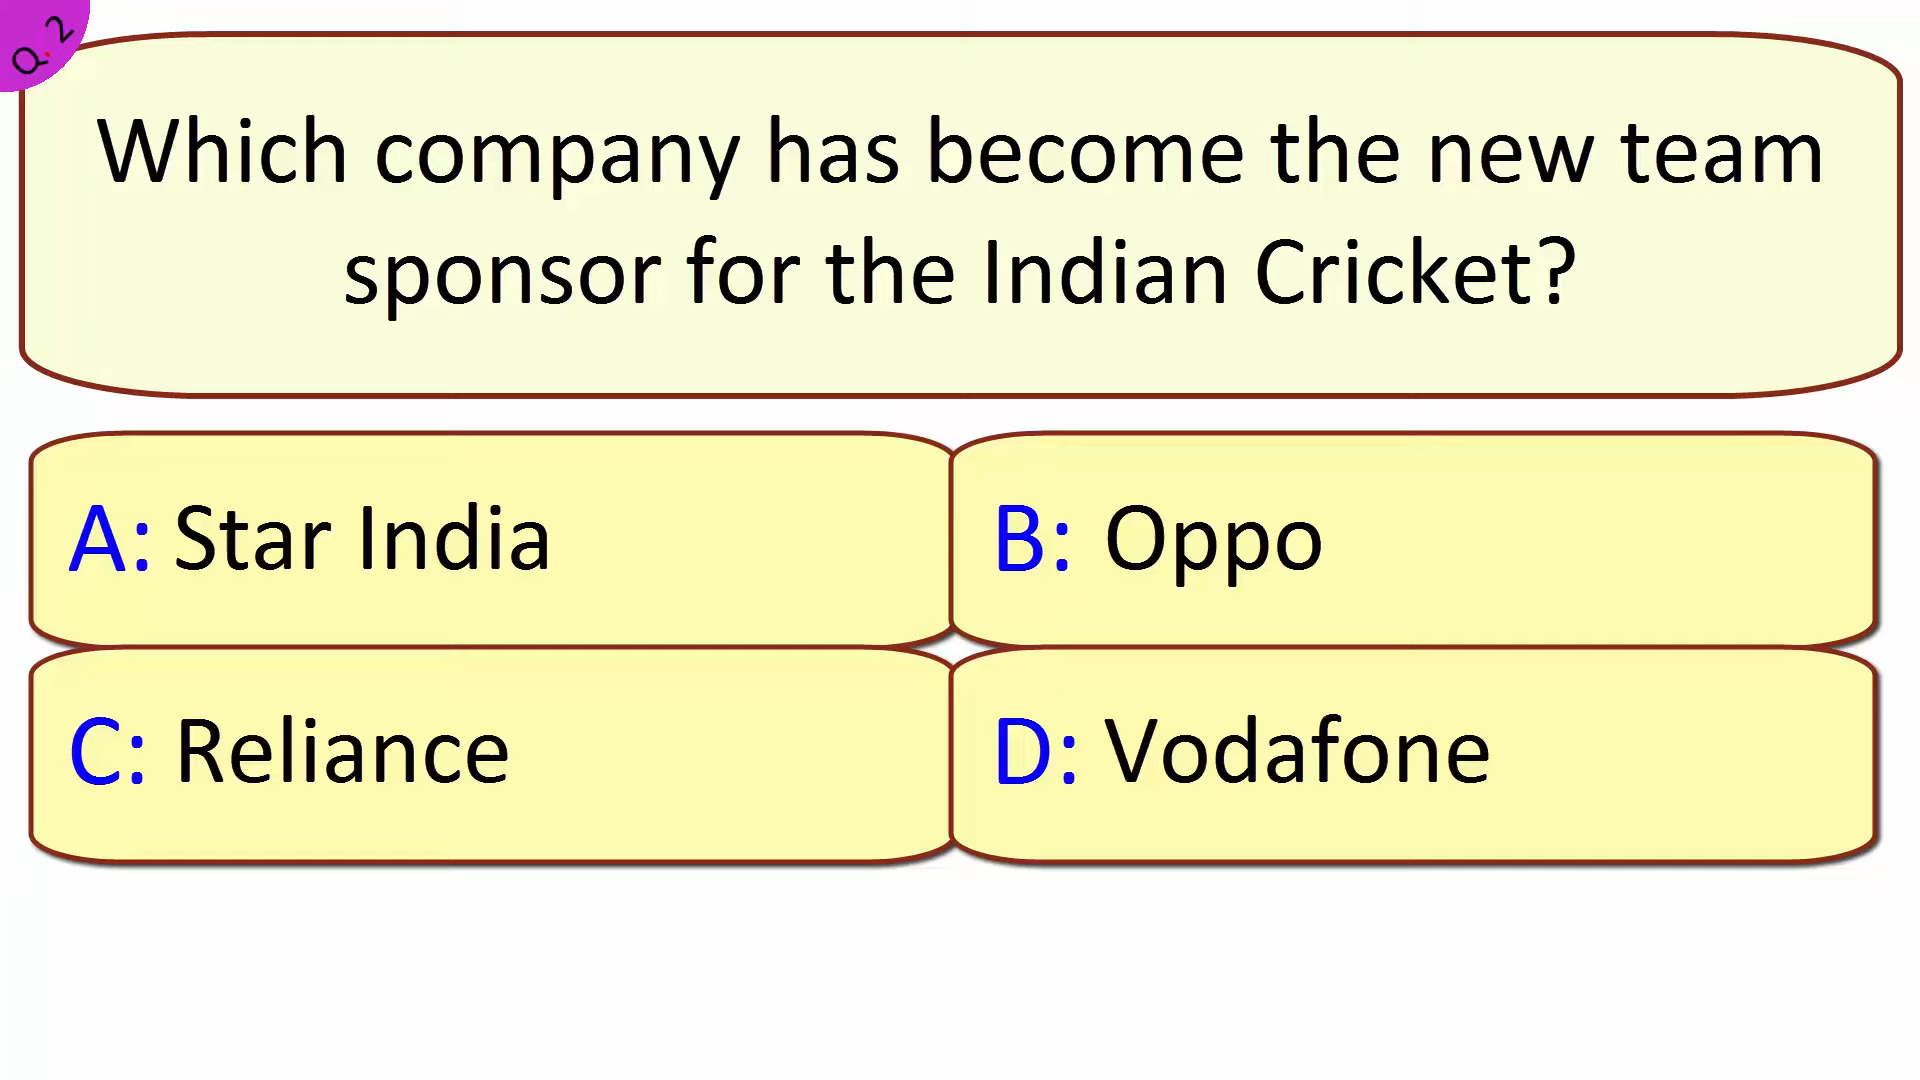 Q. 2
Which company has become the new team
sponsor for the Indian Cricket?
A: Star India
B: Oppo
C: Reliance
D: Vodafone